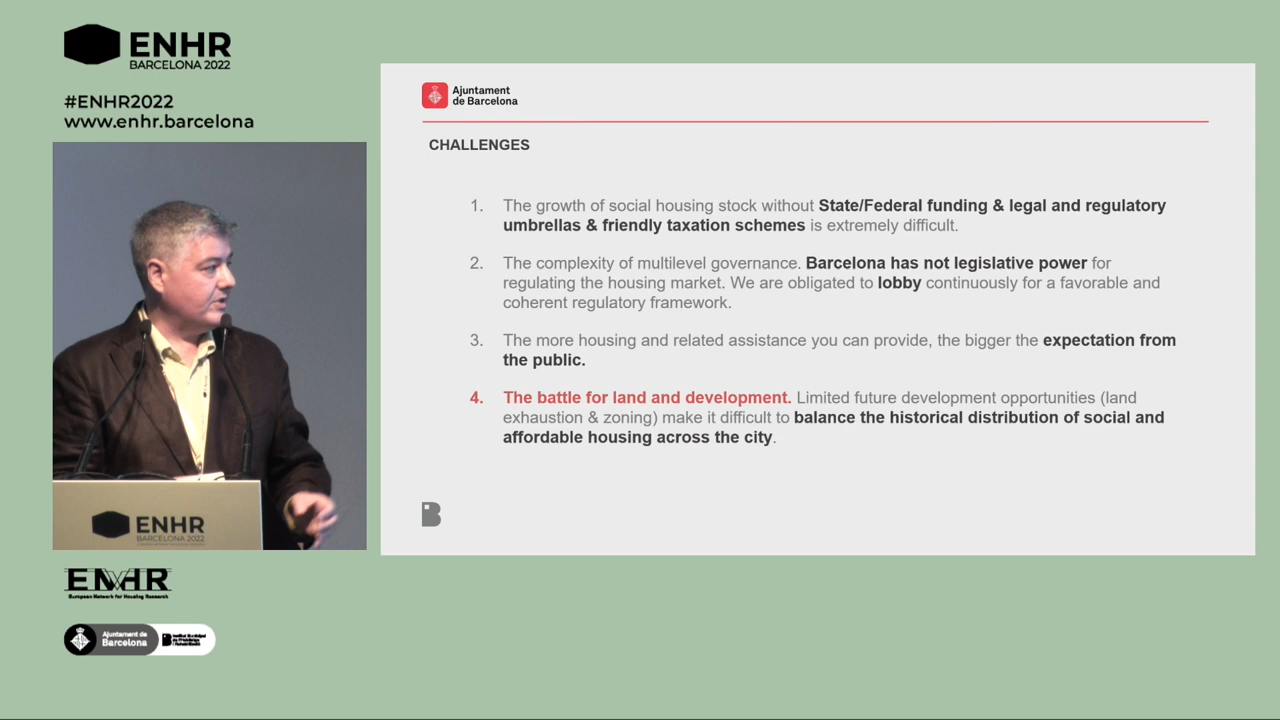 ENHR
BARCELONA 2022
#ENHR2022
www.enhr.barcelona
Ajuntament
de Barcelona
CHALLENGES
1. The growth of social housing stock without State/Federal funding & legal and regulatory
umbrellas & friendly taxation schemes is extremely difficult.
2. The complexity of multilevel governance. Barcelona has not legislative power for
regulating the housing market. We are obligated to lobby continuously for a favorable and
coherent regulatory framework.
3. The more housing and related assistance you can provide, the bigger the expectation from
the public.
4. The battle for land and development. Limited future development opportunities (land
exhaustion & zoning) make it difficult to balance the historical distribution of social and
affordable housing across the city.
B
ENHR
BARCELONA 2022
ENHR
European Network for Housing Research
Ajuntament de
Barcelona